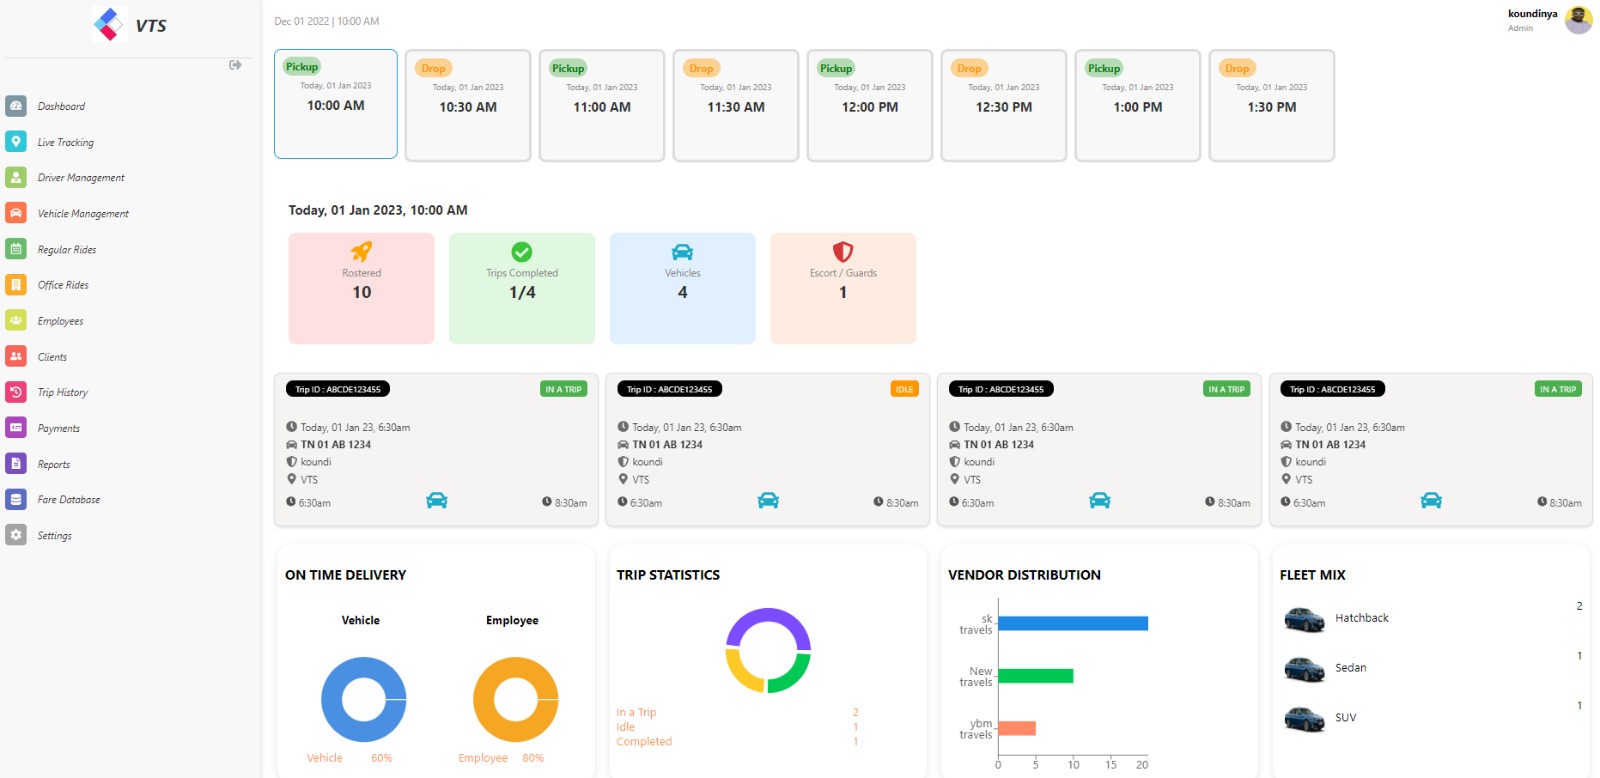 VTS
Dec 01 2022 | 10:00 AM
koundinya
Admin
Dashboard
Live Tracking
Driver Management
Vehicle Management
Regular Rides
Office Rides
Employees
Clients
Trip History
Payments
Reports
Fare Database
Settings
Pickup
Today, 01 Jan 2023
10:00 AM
Drop
Today, 01 Jan 2023
10:30 AM
Pickup
Today, 01 Jan 2023
11:00 AM
Drop
Today, 01 Jan 2023
11:30 AM
Pickup
Today, 01 Jan 2023
12:00 PM
Drop
Today, 01 Jan 2023
12:30 PM
Pickup
Today, 01 Jan 2023
1:00 PM
Drop
Today, 01 Jan 2023
1:30 PM
Today, 01 Jan 2023, 10:00 AM
Rostered
10
Trips Completed
1/4
Vehicles
4
Escort / Guards
1
Trip ID : ABCDE123455
IN A TRIP
Today, 01 Jan 23, 6:30am
TN 01 AB 1234
koundi
VTS
6:30am
8:30am
Trip ID : ABCDE123455
IDLE
Today, 01 Jan 23, 6:30am
TN 01 AB 1234
koundi
VTS
6:30am
8:30am
Trip ID : ABCDE123455
IN A TRIP
Today, 01 Jan 23, 6:30am
TN 01 AB 1234
koundi
VTS
6:30am
8:30am
Trip ID : ABCDE123455
IN A TRIP
Today, 01 Jan 23, 6:30am
TN 01 AB 1234
koundi
VTS
6:30am
8:30am
ON TIME DELIVERY
Vehicle
Employee
Vehicle 60%
Employee 80%
TRIP STATISTICS
In a Trip 2
Idle 1
Completed 1
VENDOR DISTRIBUTION
sk
travels
New
travels
ybm
travels
0 5 10 15 20
FLEET MIX
Hatchback 2
Sedan 1
SUV 1